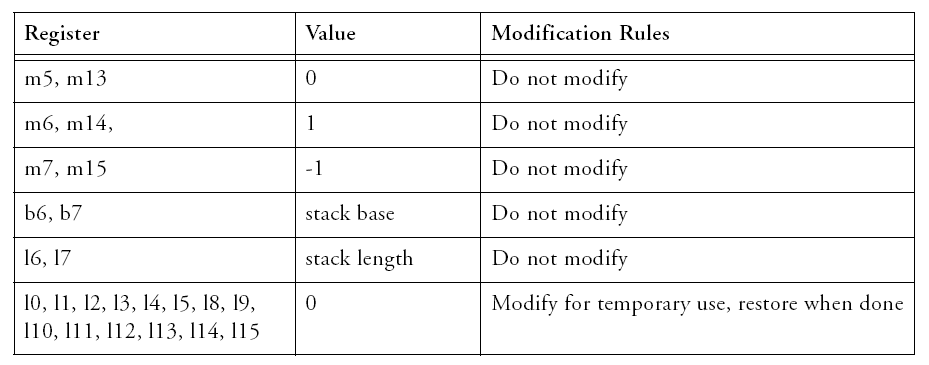 Register Value Modification Rules
m5, m13 0 Do not modify
m6, m14, 1 Do not modify
m7, m15 -1 Do not modify
b6, b7 stack base Do not modify
l6, l7 stack length Do not modify
l0, l1, l2, l3, l4, l5, l8, l9, 0 Modify for temporary use, restore when done
l10, l11, l12, l13, l14, l15